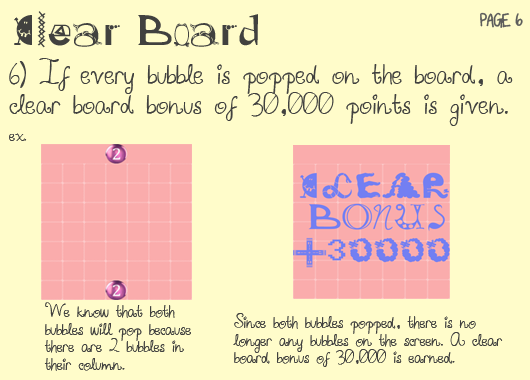 Clear Board
PAGE 6
6) If every bubble is popped on the board, a
clear board bonus of 30,000 points is given.
ex.
2
2
CLEAR
BONUS
+30000
We know that both
bubbles will pop because
there are 2 bubbles in
their column.
Since both bubbles popped, there is no
longer any bubbles on the screen. A clear
board bonus of 30,000 is earned.